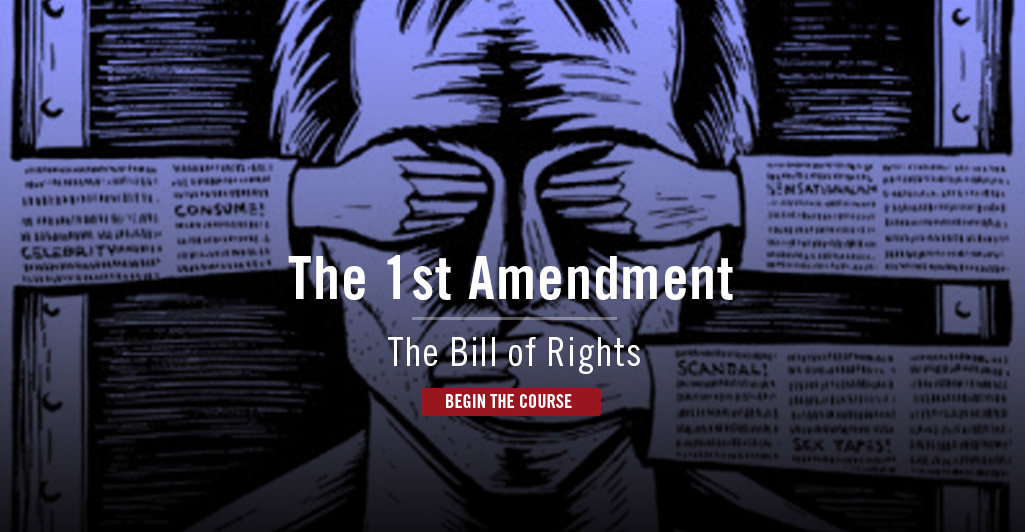 CONSUME!
CELEBRITY
SENSATIONALISM
The 1st Amendment
The Bill of Rights
SCANDAL!
BEGIN THE COURSE
SEX TAPES!